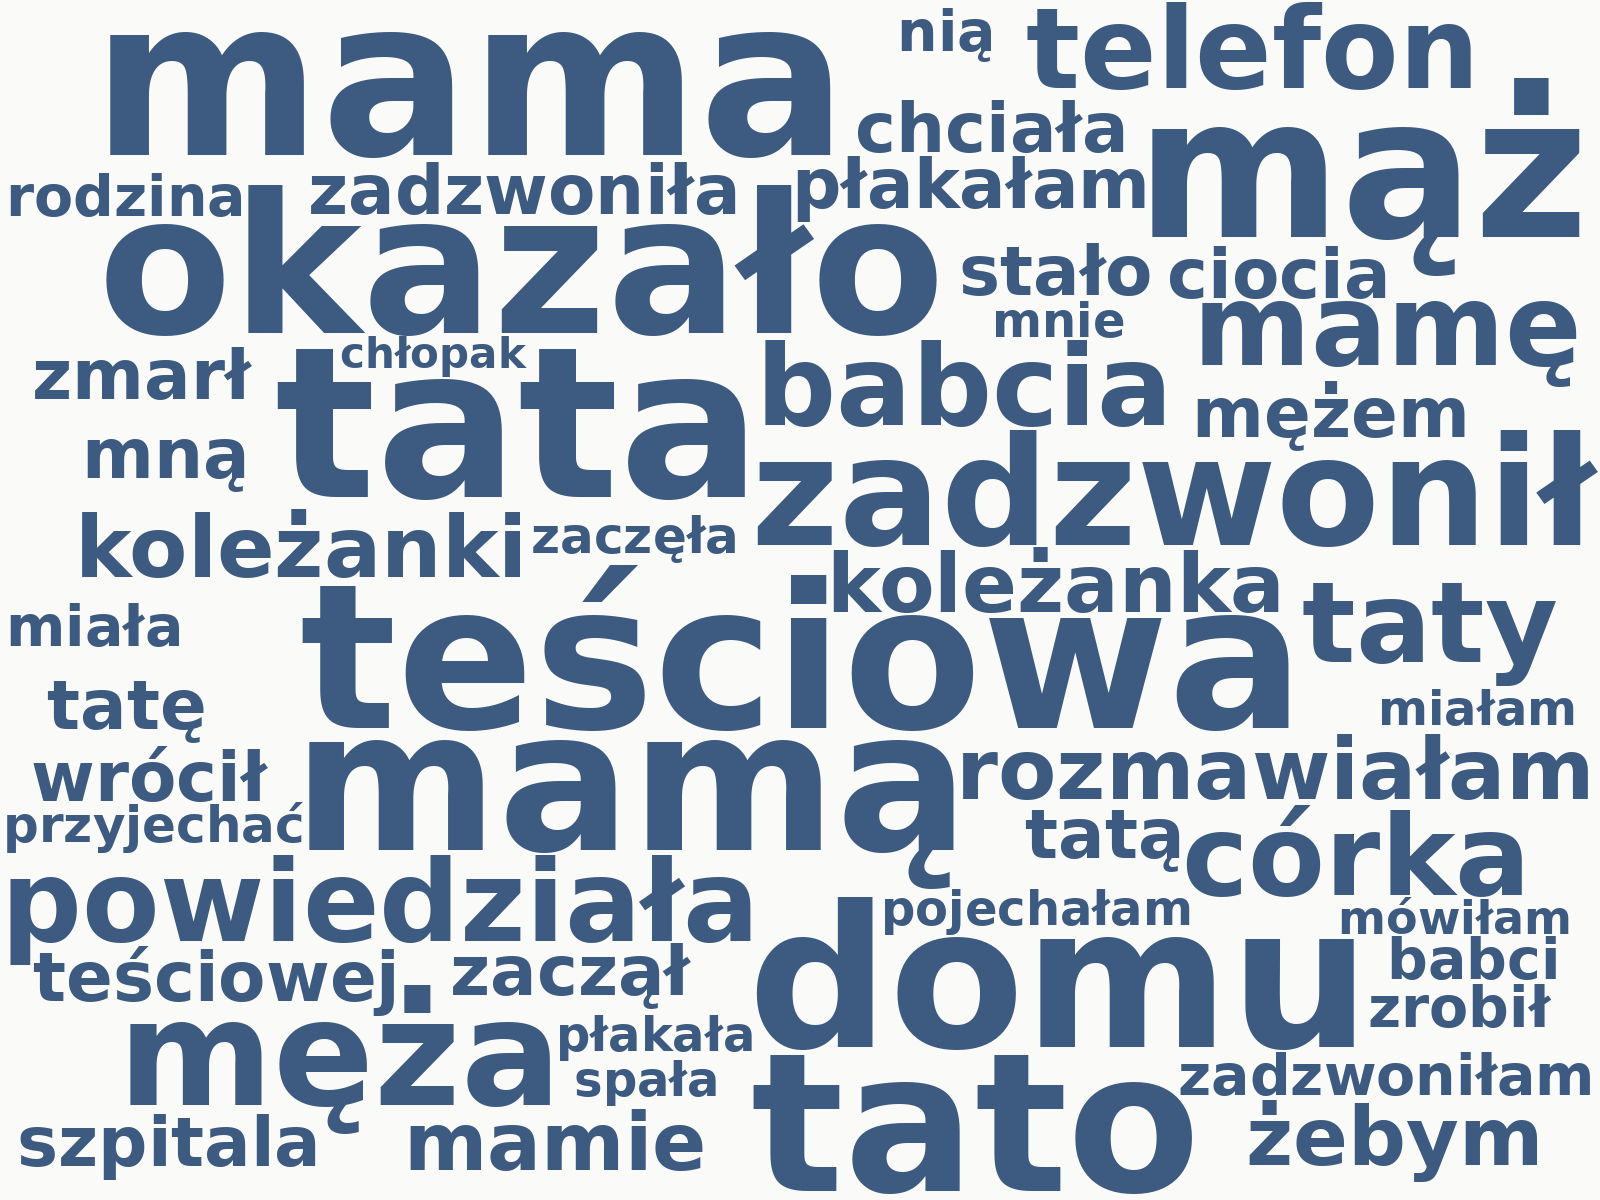 mama nią telefon
chciała mąż
rodzina zadzwoniła płakałam
okazało stało ciocia
mnie mamę
zmarł chłopak tata babcia
mężem
mną zadzwonił
koleżanki zaczęła
koleżanka taty
miała teściowa
tatę miałam
wrócił mamą rozmawiałam
przyjechać tatą córka
powiedziała pojechałam mówiłam
teściowej zaczął domu babci
zrobił
męża płakała
spała tato zadzwoniłam
szpitala mamie żebym